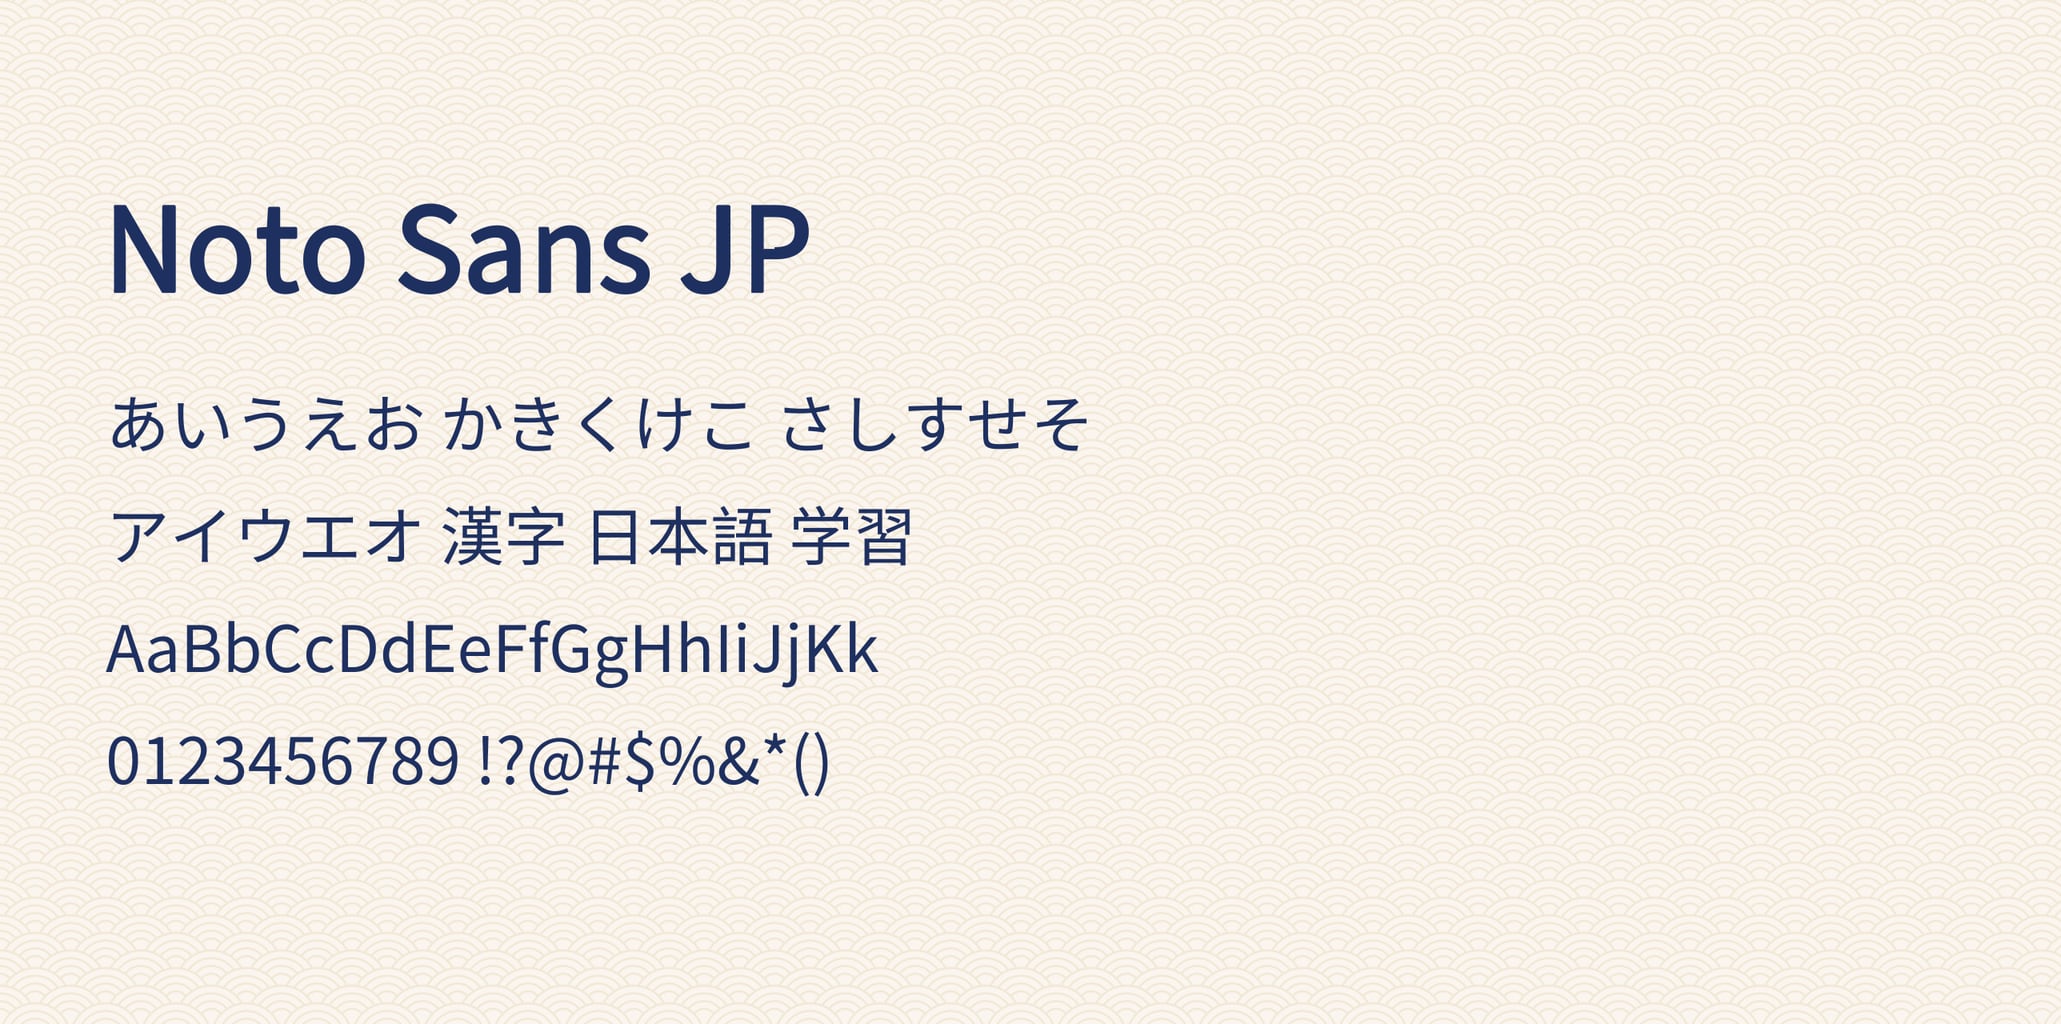 Noto Sans JP
あいうえお かきくけこ さしすせそ
アイウエオ 漢字 日本語 学習
AaBbCcDdEeFfGgHhIiJjKk
0123456789 !?@#$%&*()